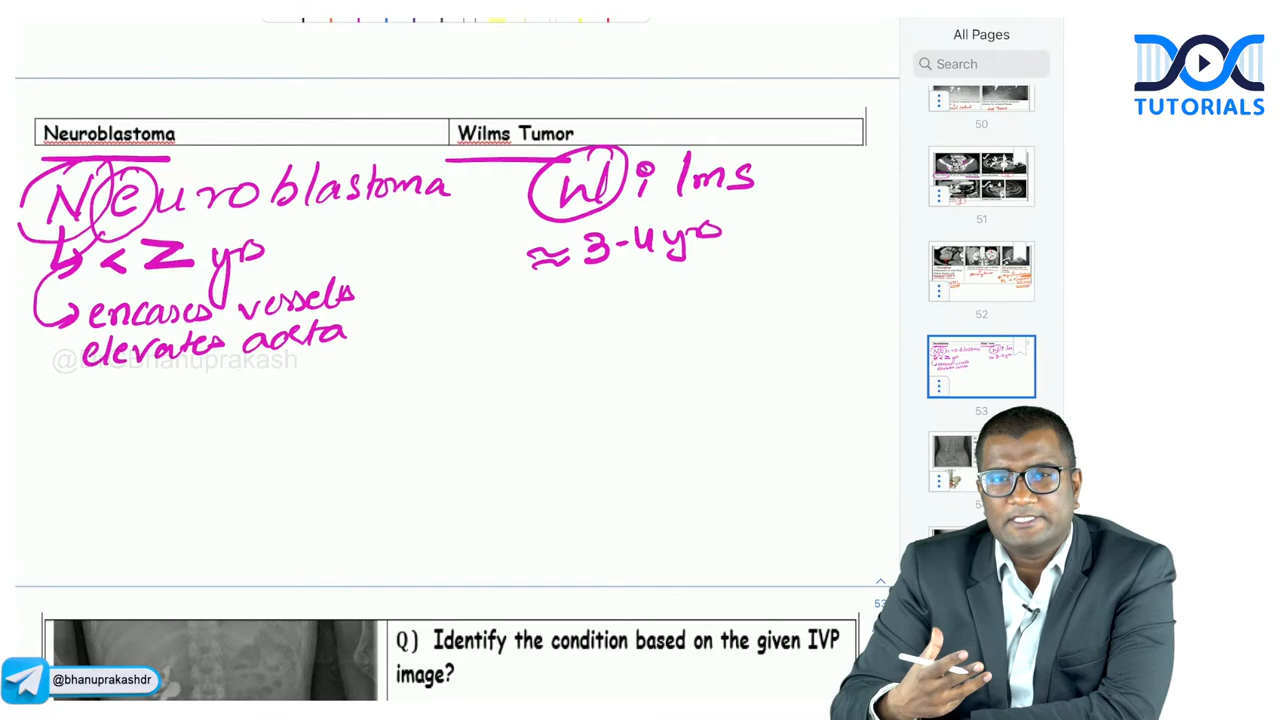 All Pages
Search
DOC
TUTORIALS
50
51
52
53
Neuroblastoma
Wilms Tumor
Neuroblastoma
Wilms
< 2 yrs
≈ 3-4 yrs
encases vessels
elevates aorta
Q) Identify the condition based on the given IVP
image?
@bhanuprakashdr